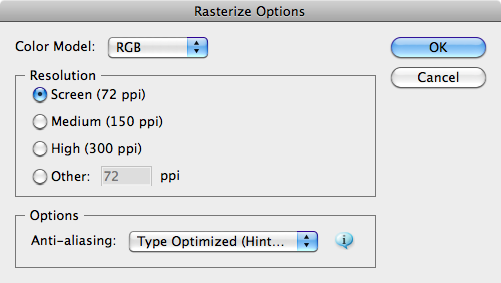 Rasterize Options
Color Model: RGB
OK
Cancel
Resolution
Screen (72 ppi)
Medium (150 ppi)
High (300 ppi)
Other: 72 ppi
Options
Anti-aliasing: Type Optimized (Hint... i